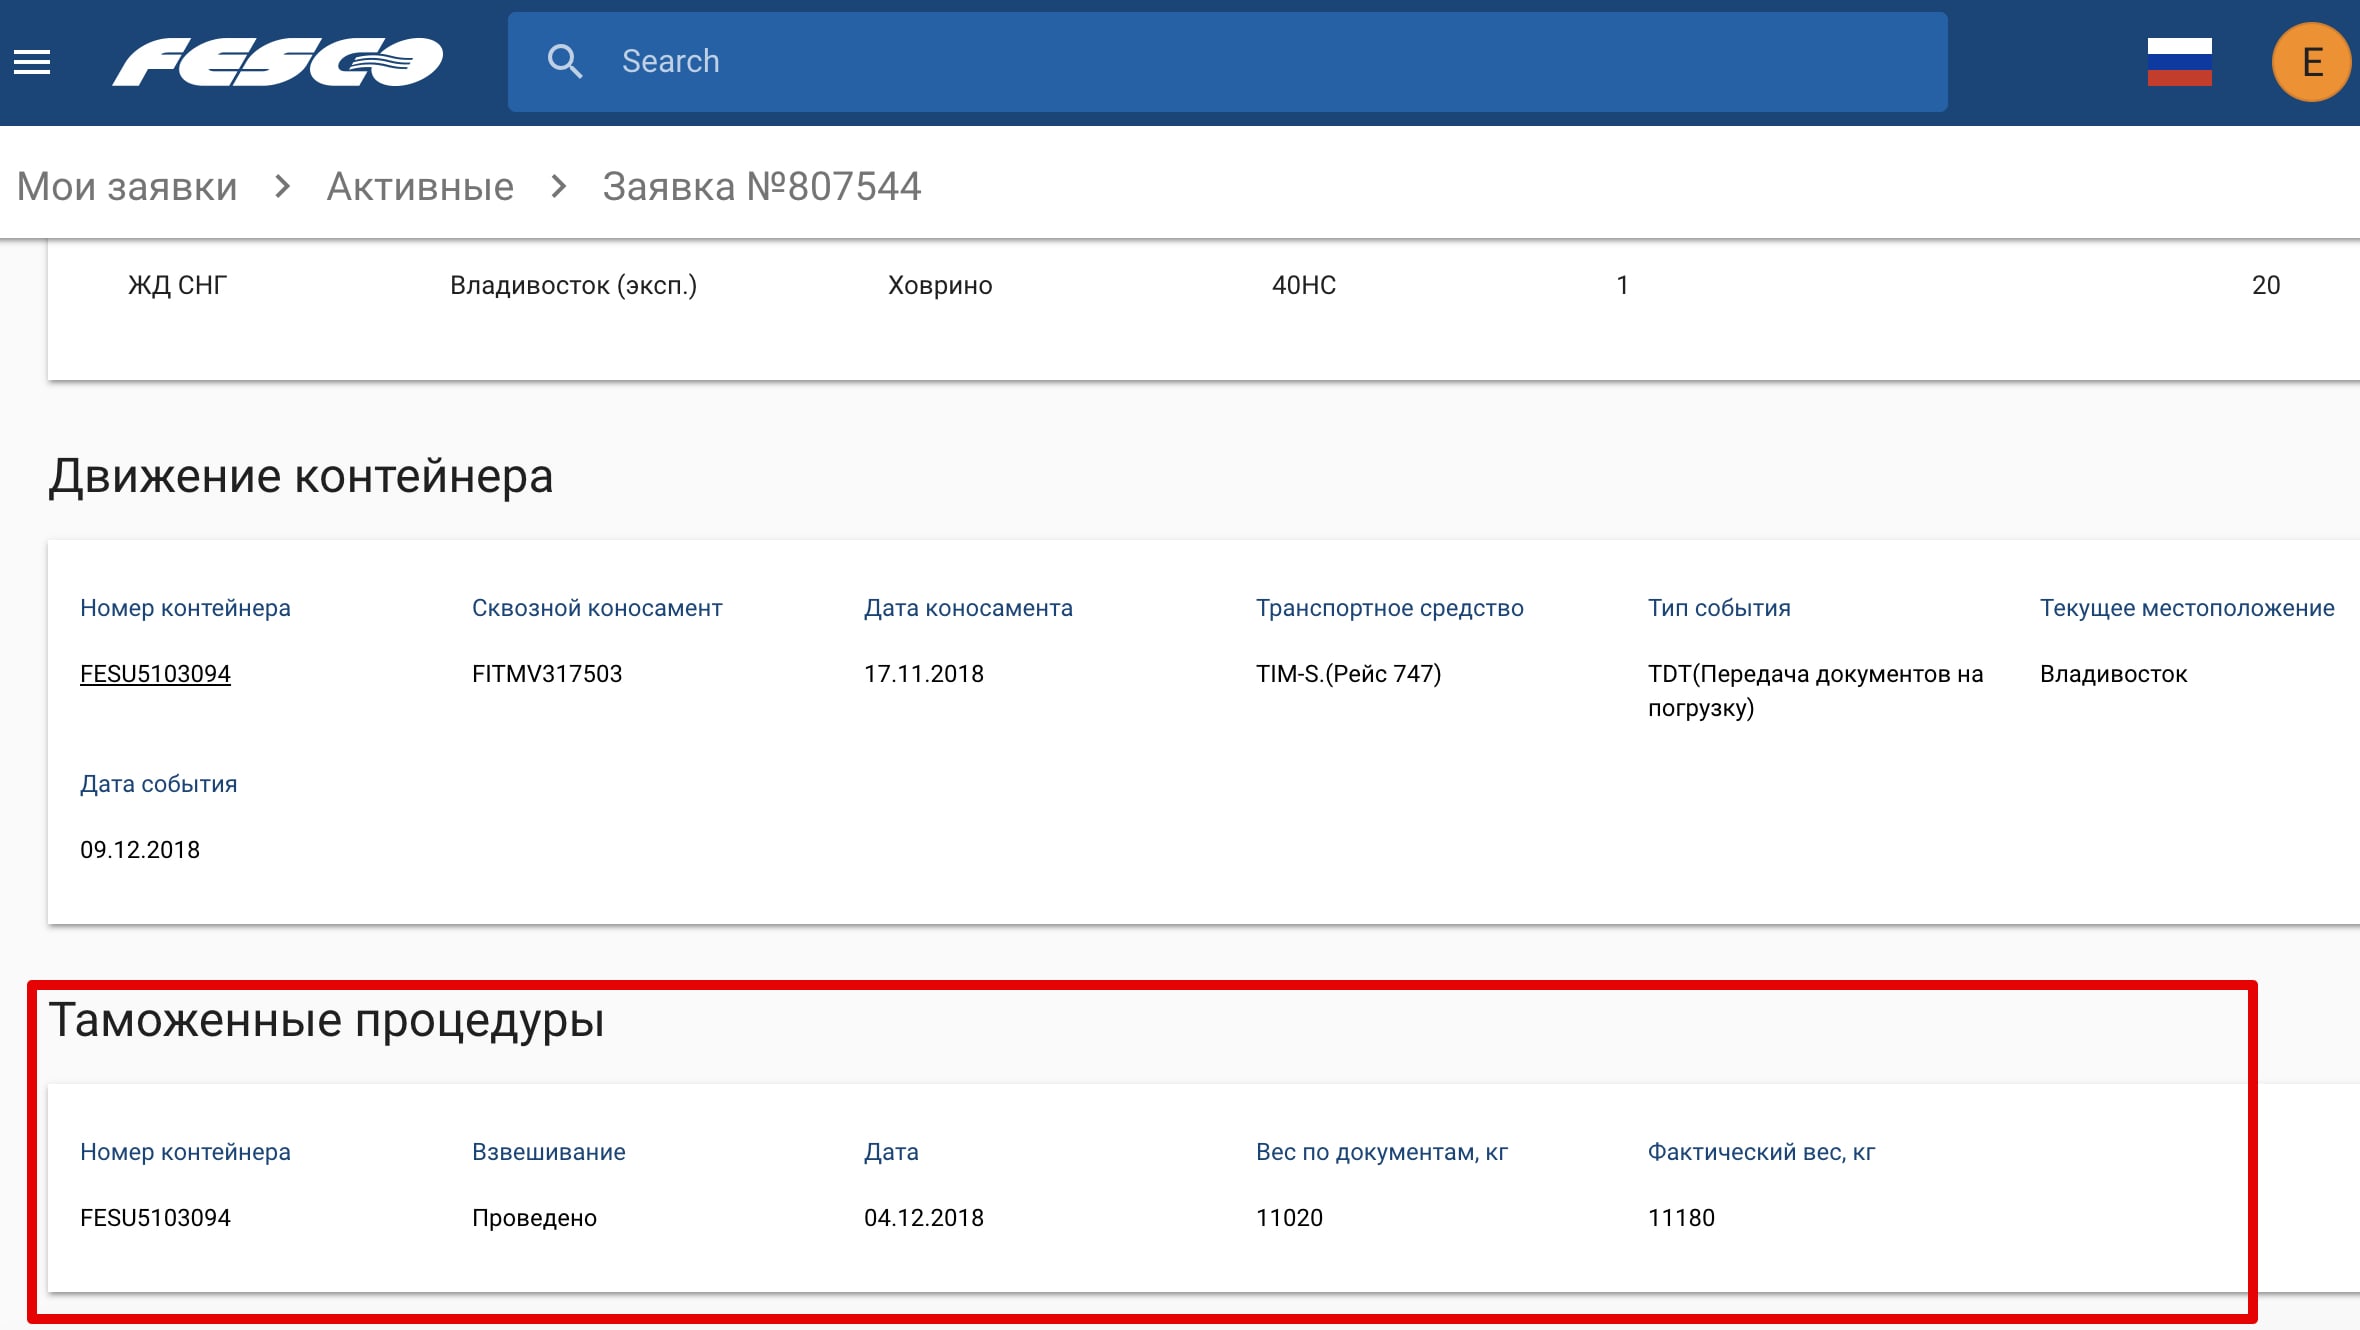 FESCO
Search
E
Мои заявки > Активные > Заявка №807544
ЖД СНГ Владивосток (эксп.) Ховрино 40HC 1 20
Движение контейнера
Номер контейнера Сквозной коносамент Дата коносамента Транспортное средство Тип события Текущее местоположение
FESU5103094 FITMV317503 17.11.2018 TIM-S.(Рейс 747) TDT(Передача документов на Владивосток
погрузку)
Дата события
09.12.2018
Таможенные процедуры
Номер контейнера Взвешивание Дата Вес по документам, кг Фактический вес, кг
FESU5103094 Проведено 04.12.2018 11020 11180